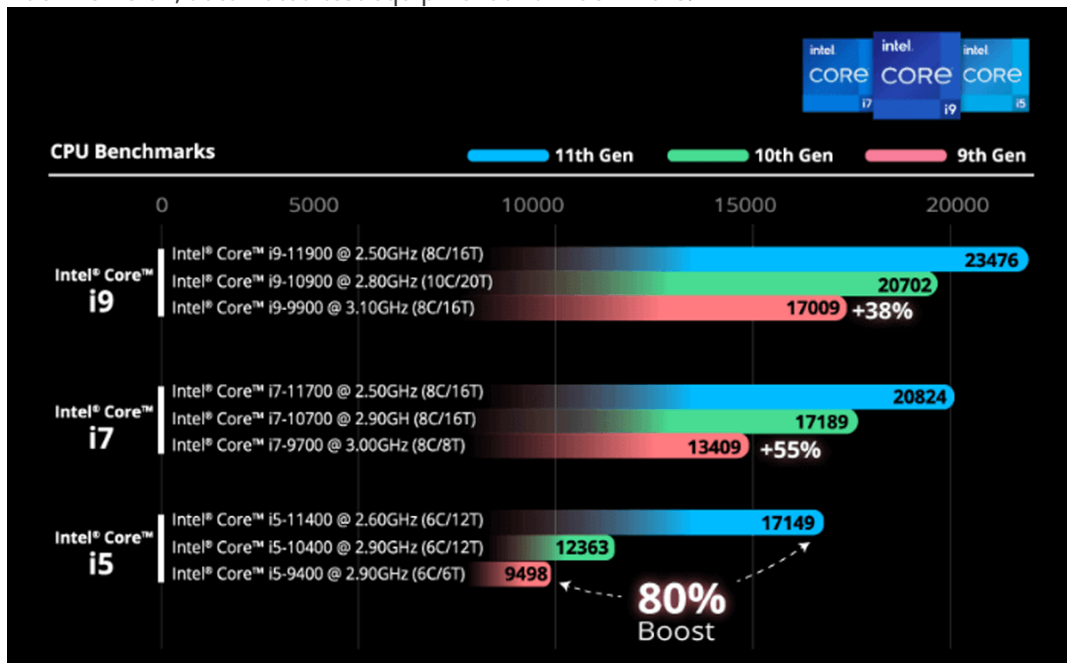 intel
CORE
i7
intel.
CORE
i9
intel
CORE
i5
CPU Benchmarks
11th Gen
10th Gen
9th Gen
0 5000 10000 15000 20000
Intel® Core™
i9
Intel® Core™ i9-11900 @ 2.50GHz (8C/16T) 23476
Intel® Core™ i9-10900 @ 2.80GHz (10C/20T) 20702
Intel® Core™ i9-9900 @ 3.10GHz (8C/16T) 17009 +38%
Intel® Core™
i7
Intel® Core™ i7-11700 @ 2.50GHz (8C/16T) 20824
Intel® Core™ i7-10700 @ 2.90GH (8C/16T) 17189
Intel® Core™ i7-9700 @ 3.00GHz (8C/8T) 13409 +55%
Intel® Core™
i5
Intel® Core™ i5-11400 @ 2.60GHz (6C/12T) 17149
Intel® Core™ i5-10400 @ 2.90GHz (6C/12T) 12363
Intel® Core™ i5-9400 @ 2.90GHz (6C/6T) 9498
80%
Boost